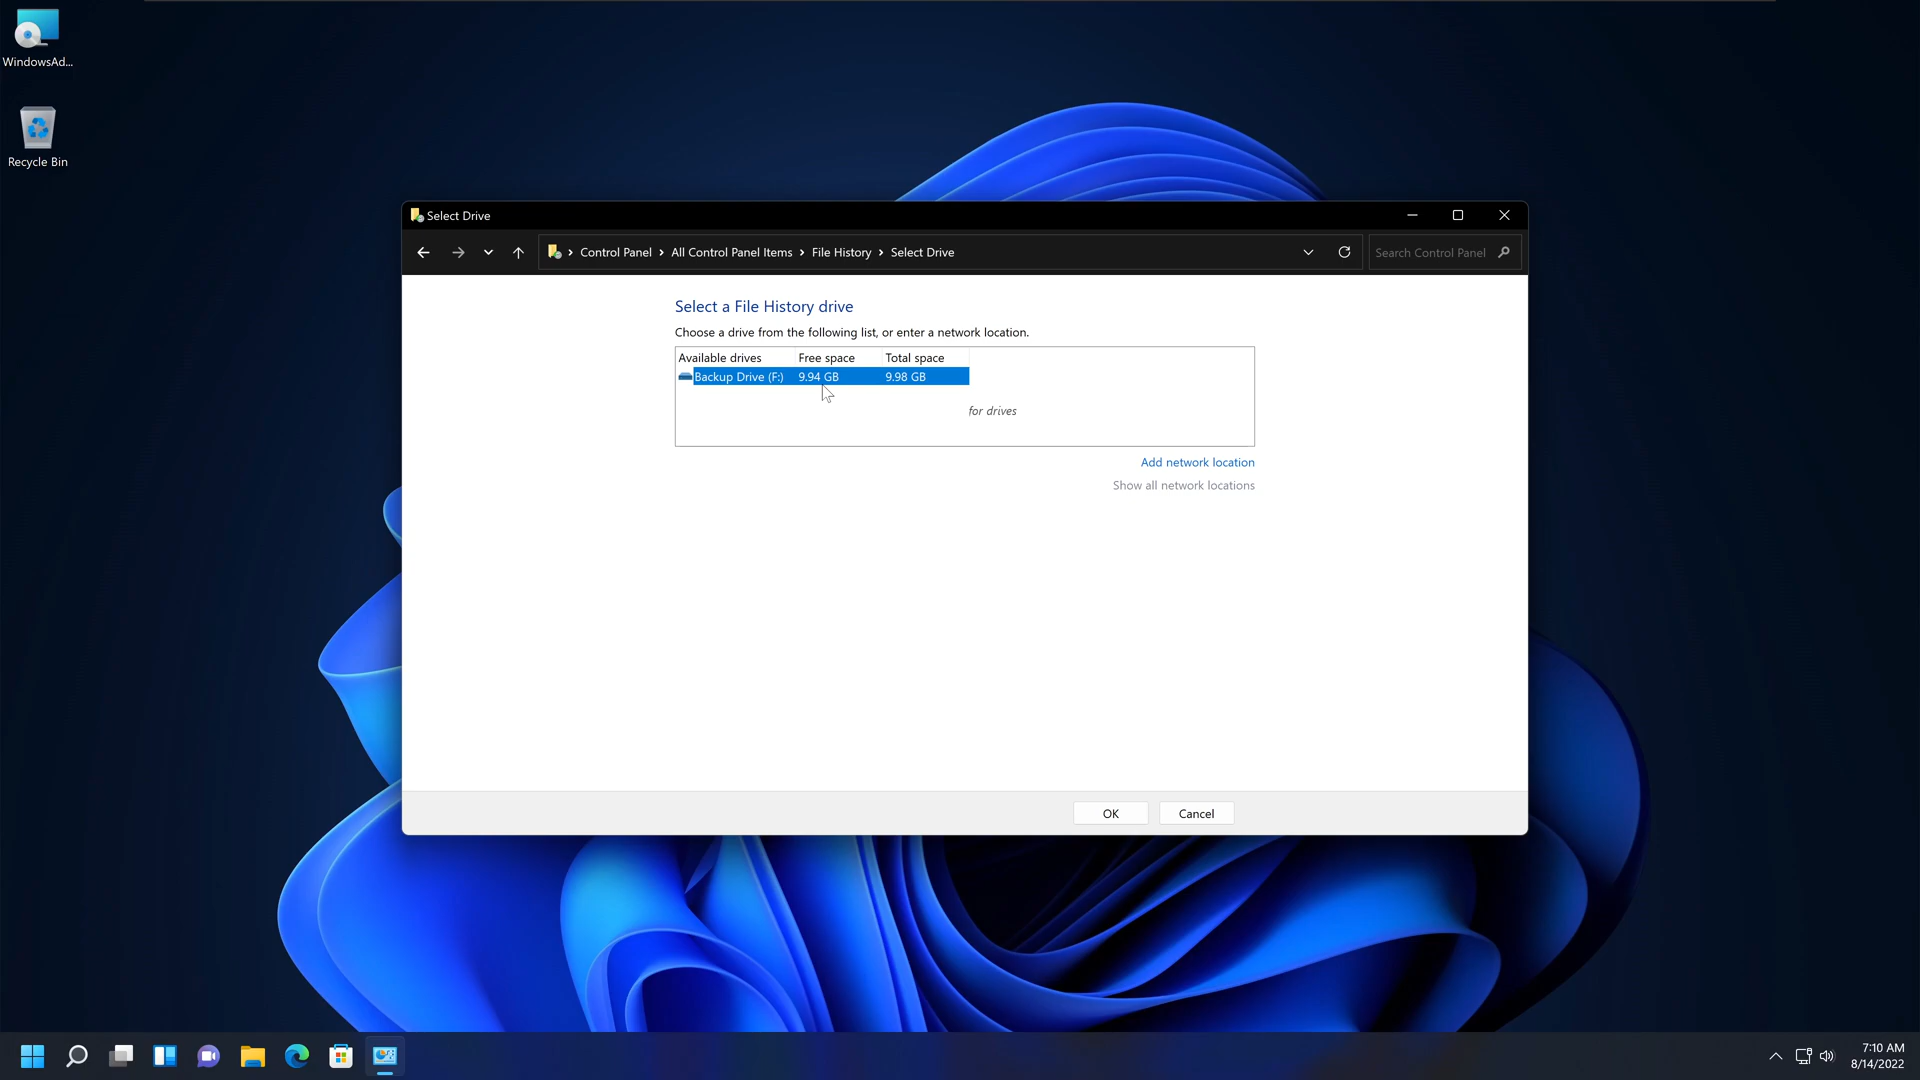 WindowsAd...
Recycle Bin
Select Drive
Control Panel > All Control Panel Items > File History > Select Drive
Search Control Panel
Select a File History drive
Choose a drive from the following list, or enter a network location.
Available drives Free space Total space
Backup Drive (F:) 9.94 GB 9.98 GB
for drives
Add network location
Show all network locations
OK Cancel
7:10 AM
8/14/2022